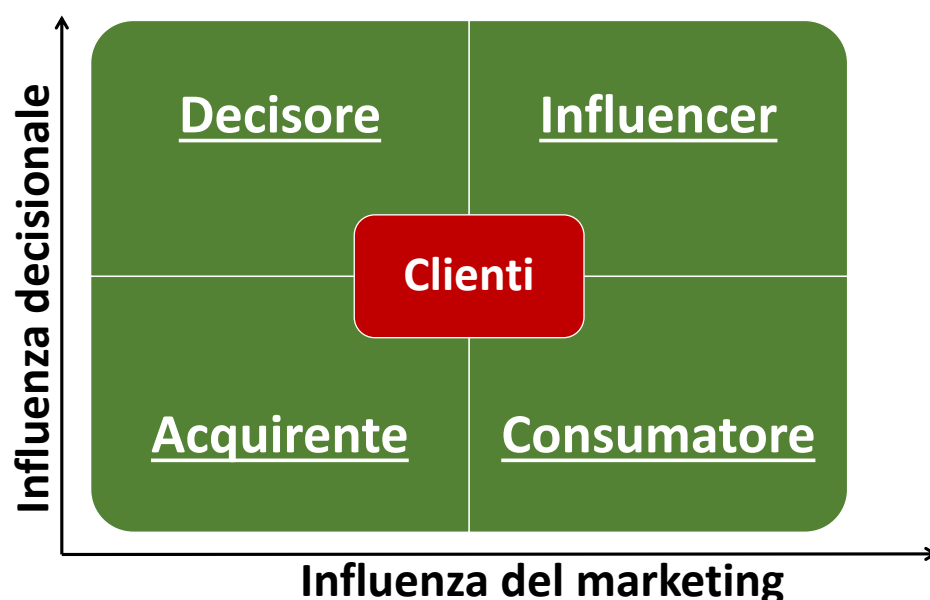 Influenza decisionale
Decisore
Influencer
Clienti
Acquirente
Consumatore
Influenza del marketing